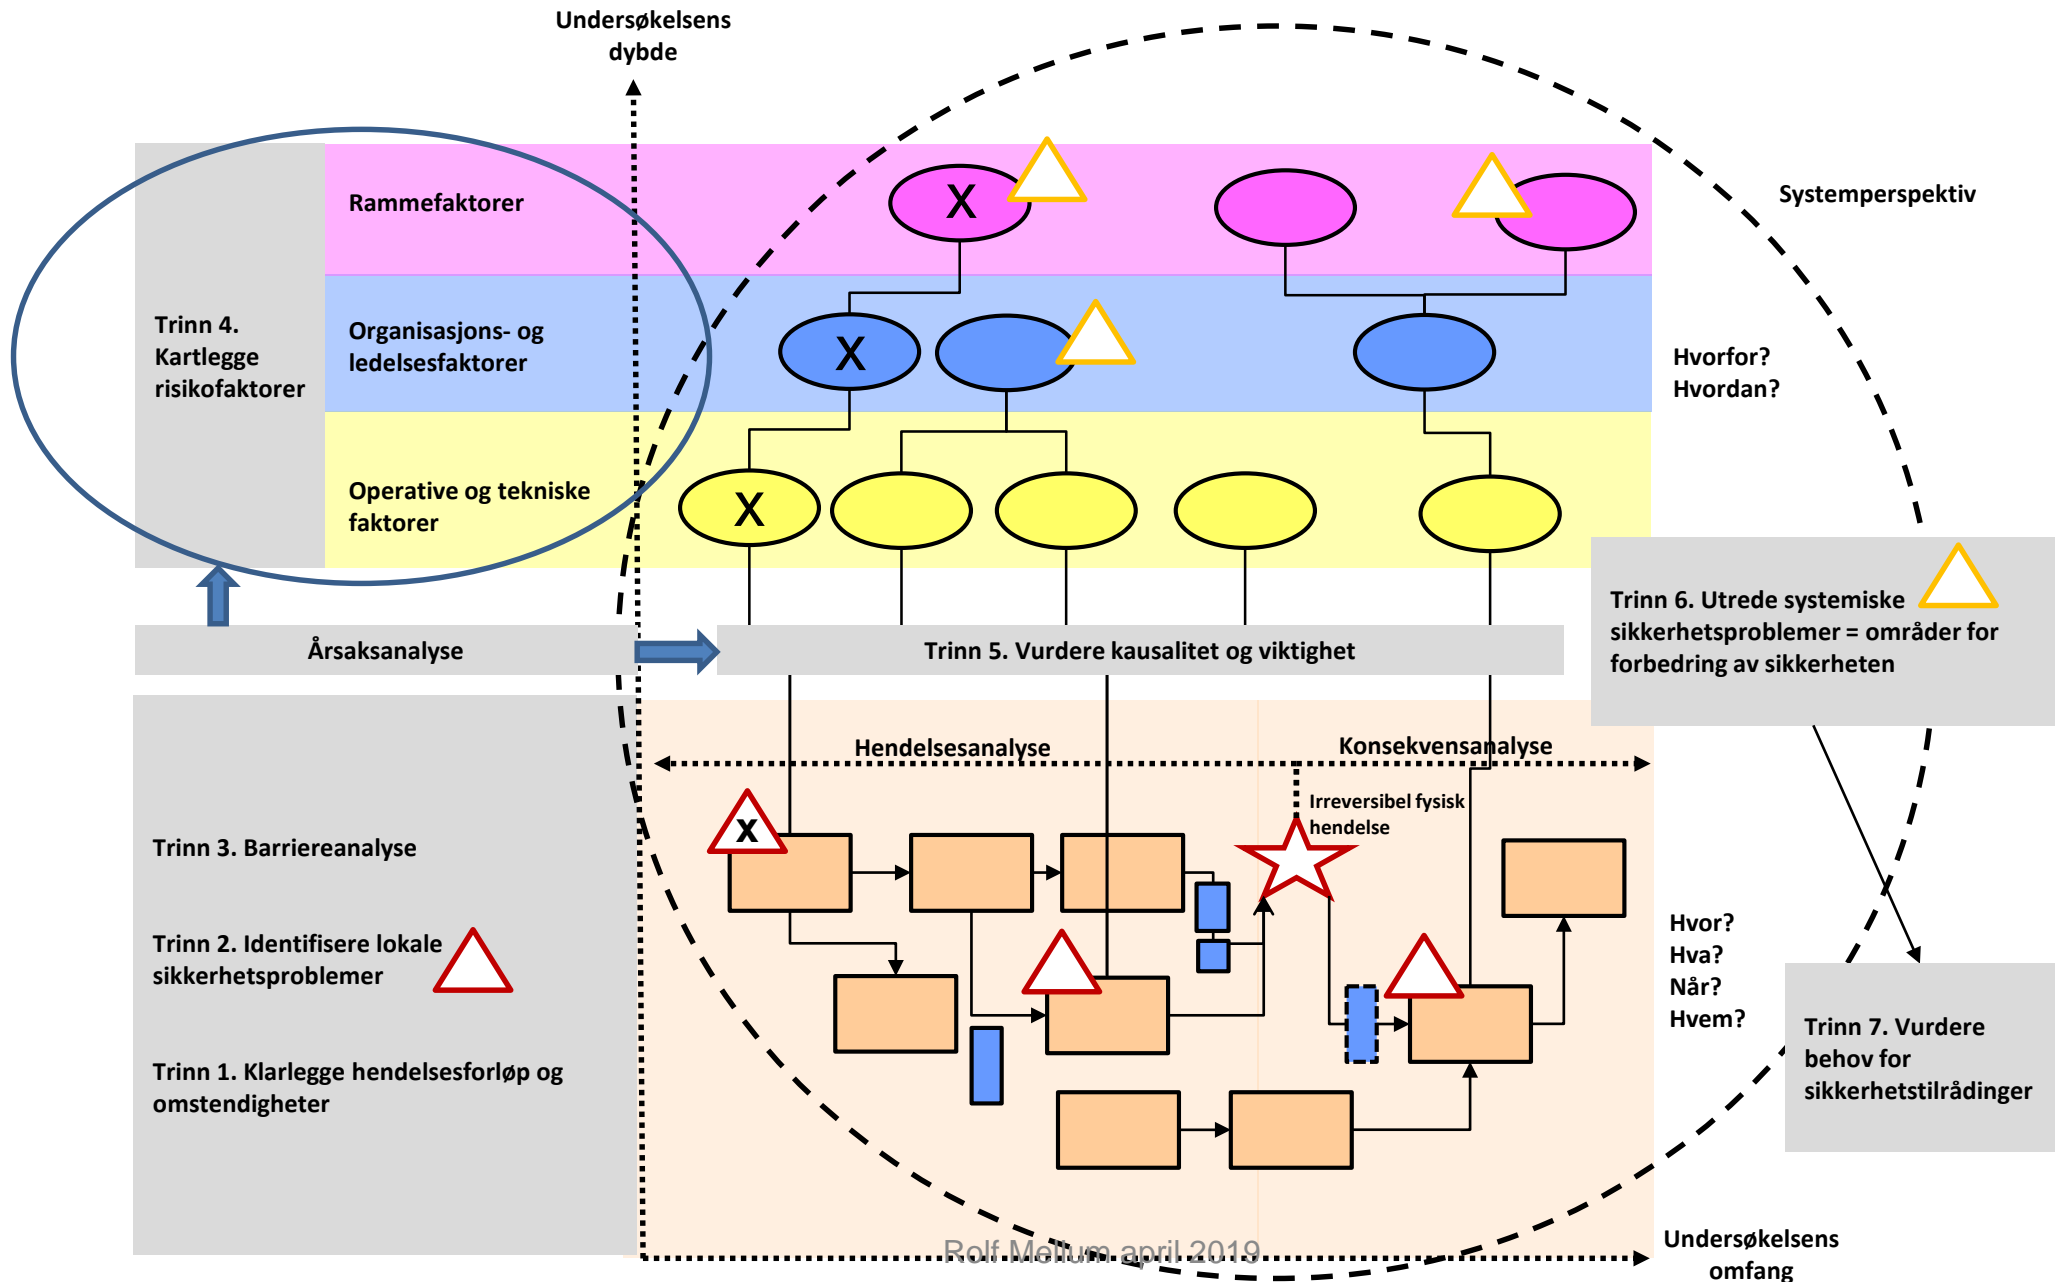 Undersøkelsens
dybde
Systemperspektiv
Rammefaktorer
X
Trinn 4.
Kartlegge
risikofaktorer
Organisasjons- og
ledelsesfaktorer
X
Hvorfor?
Hvordan?
Operative og tekniske
faktorer
X
Trinn 6. Utrede systemiske
sikkerhetsproblemer = områder for
forbedring av sikkerheten
Årsaksanalyse
Trinn 5. Vurdere kausalitet og viktighet
Hendelsesanalyse
Konsekvensanalyse
Irreversibel fysisk
hendelse
x
Trinn 3. Barriereanalyse
Trinn 2. Identifisere lokale
sikkerhetsproblemer
Trinn 1. Klarlegge hendelsesforløp og
omstendigheter
Hvor?
Hva?
Når?
Hvem?
Trinn 7. Vurdere
behov for
sikkerhetstilrådinger
Rolf Mellum april 2019
Undersøkelsens
omfang